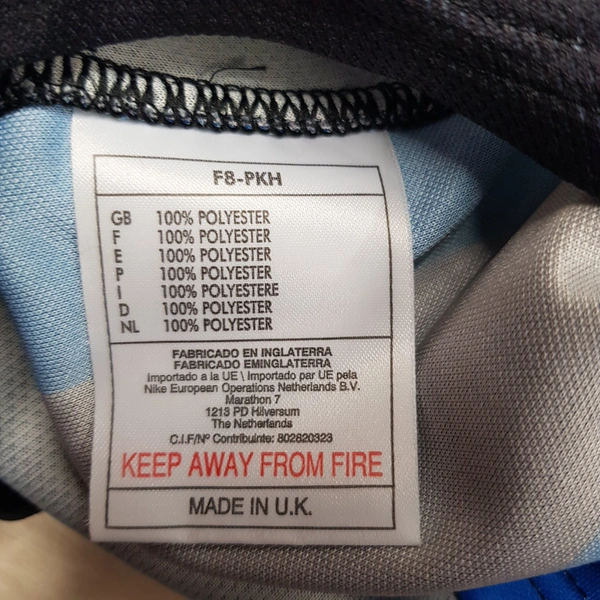 F8-PKH
GB 100% POLYESTER
F 100% POLYESTER
E 100% POLYESTER
P 100% POLYESTER
I 100% POLYESTERE
D 100% POLYESTER
NL 100% POLYESTER
FABRICADO EN INGLATERRA
FABRICADO EMINGLATERRA
Importado a la UE \ Importado par UE pela
Nike European Operations Netherlands B.V.
Marathon 7
1213 PD Hilversum
The Netherlands
C.I.F/Nº Contribuinte: 802820323
KEEP AWAY FROM FIRE
MADE IN U.K.